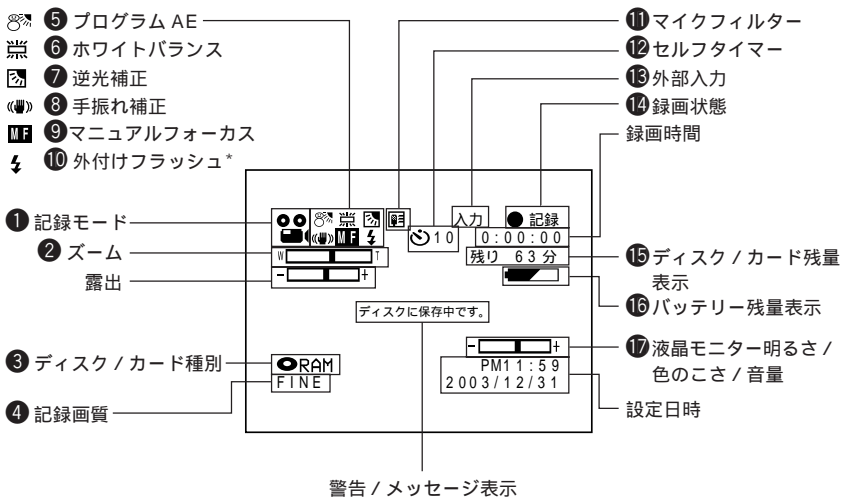 ❺ プログラム AE
❻ ホワイトバランス
❼ 逆光補正
❽ 手振れ補正
MF ❾マニュアルフォーカス
❿ 外付けフラッシュ*
⓫マイクフィルター
⓬セルフタイマー
⓭外部入力
⓮録画状態
録画時間
❶ 記録モード
❷ ズーム
露出
❸ ディスク / カード種別
❹ 記録画質
入力
● 記録
MF
10
0:00:00
W T
残り 63分
- +
ディスクに保存中です。
- +
RAM
FINE
PM11:59
2003/12/31
⓯ディスク / カード残量
表示
⓰バッテリー残量表示
⓱液晶モニター明るさ /
色のこさ / 音量
設定日時
警告 / メッセージ表示